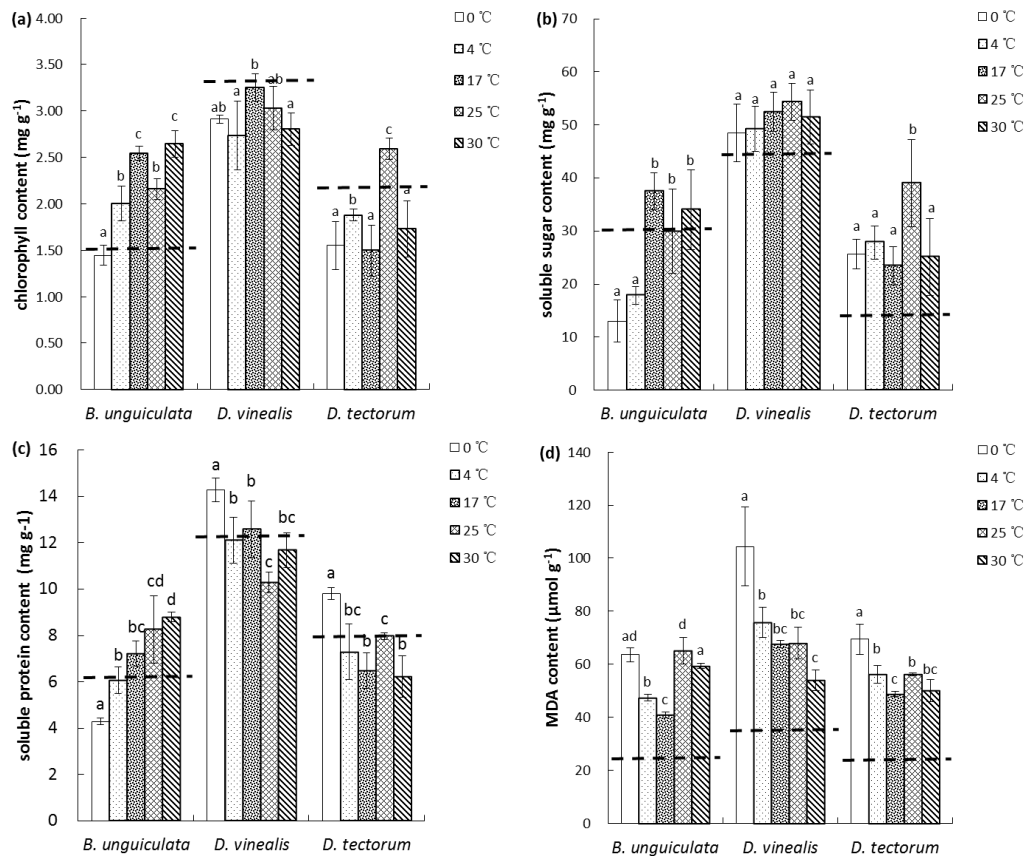 (a)
chlorophyll content (mg g-1)
4.00
3.50
3.00
2.50
2.00
1.50
1.00
0.50
0.00
a
b
c
b
c
ab
a
b
ab
a
a
b
a
c
a
B. unguiculata
D. vinealis
D. tectorum
0 ℃
4 ℃
17 ℃
25 ℃
30 ℃
(b)
soluble sugar content (mg g-1)
70
60
50
40
30
20
10
0
a
a
b
b
b
a
a
a
a
a
a
a
a
b
a
B. unguiculata
D. vinealis
D. tectorum
0 ℃
4 ℃
17 ℃
25 ℃
30 ℃
(c)
soluble protein content (mg g-1)
16
14
12
10
8
6
4
2
0
a
b
c
cd
d
a
b
b
c
bc
a
bc
b
c
b
B. unguiculata
D. vinealis
D. tectorum
0 ℃
4 ℃
17 ℃
25 ℃
30 ℃
(d)
MDA content (μmol g-1)
140
120
100
80
60
40
20
0
ad
b
c
d
a
a
b
bc
bc
c
a
b
c
b
bc
B. unguiculata
D. vinealis
D. tectorum
0 ℃
4 ℃
17 ℃
25 ℃
30 ℃